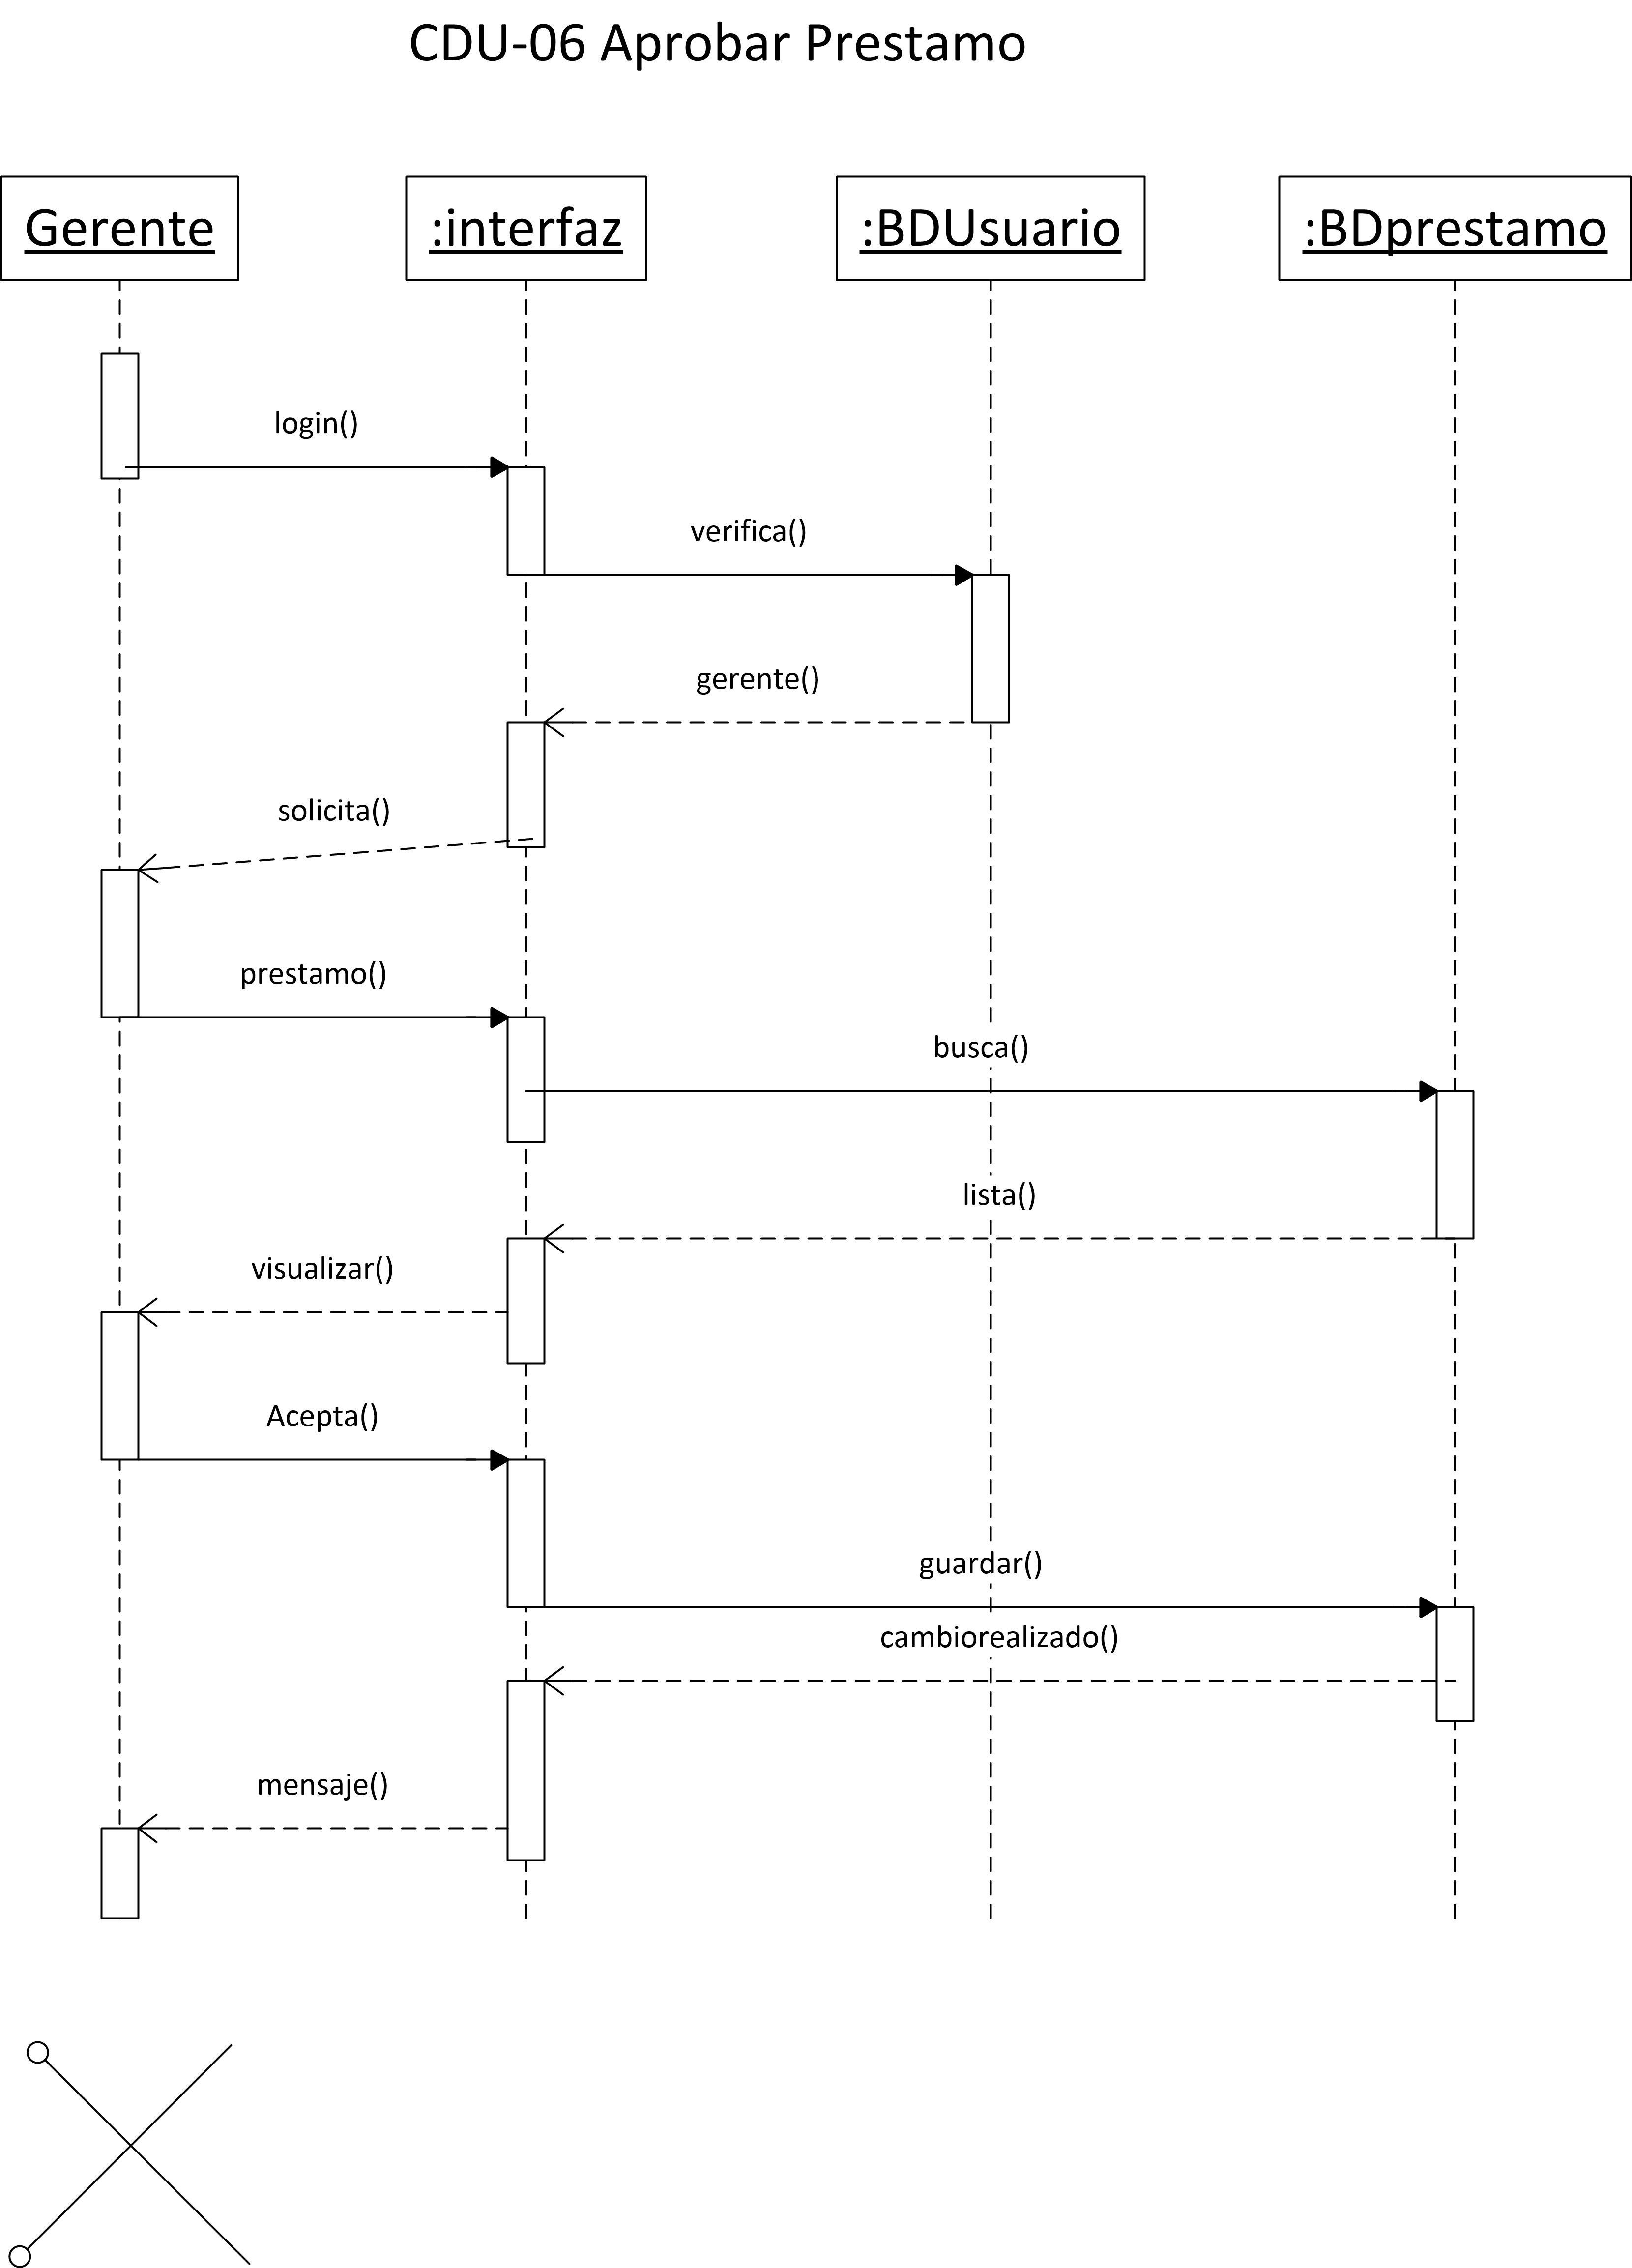 CDU-06 Aprobar Prestamo
Gerente
:interfaz
:BDUsuario
:BDprestamo
login()
verifica()
gerente()
solicita()
prestamo()
busca()
lista()
visualizar()
Acepta()
guardar()
cambiorealizado()
mensaje()